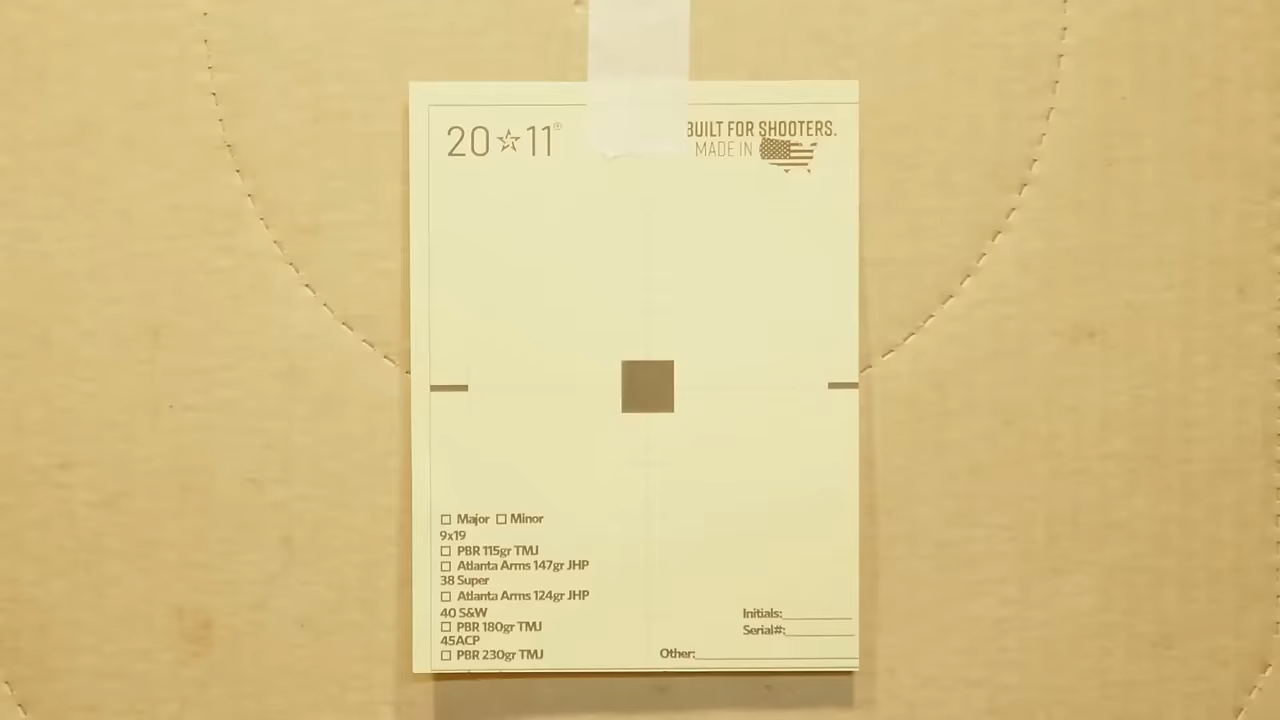 20 11®
BUILT FOR SHOOTERS.
MADE IN
Major Minor
9x19
PBR 115gr TMJ
Atlanta Arms 147gr JHP
38 Super
Atlanta Arms 124gr JHP
40 S&W
PBR 180gr TMJ
45ACP
PBR 230gr TMJ
Initials:
Serial#:
Other: